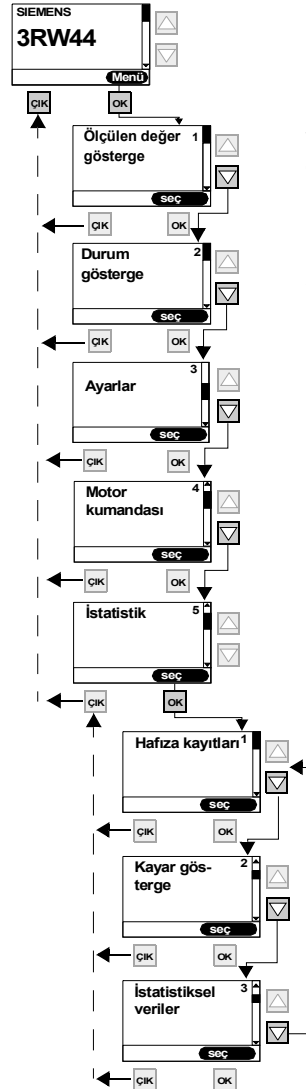 SIEMENS
3RW44
Menü
ÇIK
OK
Ölçülen değer 1
gösterge
seç
ÇIK
Durum 2
gösterge
seç
ÇIK OK
Ayarlar 3
seç
ÇIK OK
Motor 4
kumandası
seç
ÇIK OK
İstatistik 5
seç
ÇIK OK
Hafıza kayıtları 1
seç
ÇIK OK
Kayar gös- 2
terge
seç
ÇIK OK
İstatistiksel 3
veriler
seç
ÇIK OK